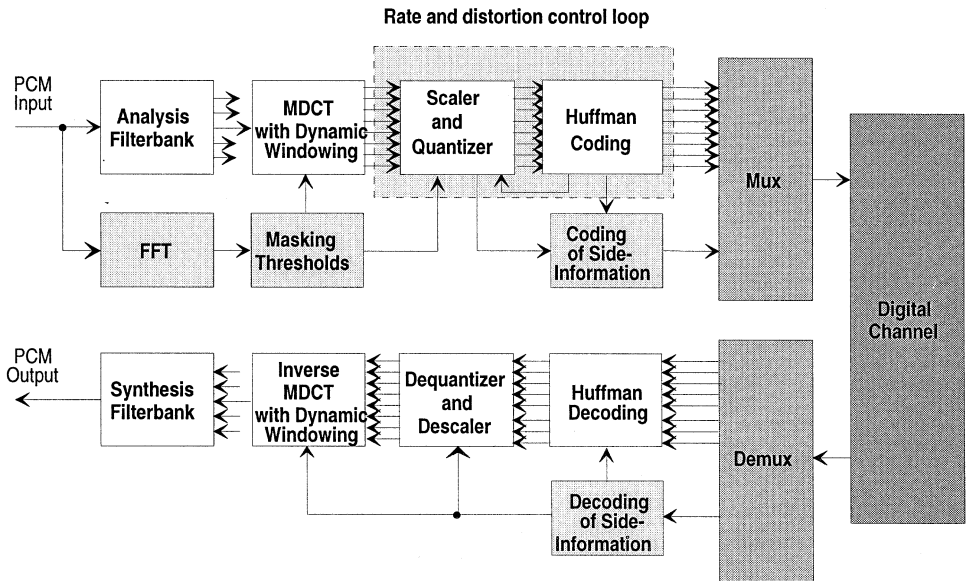 Rate and distortion control loop
PCM
Input
Analysis
Filterbank
MDCT
with Dynamic
Windowing
Scaler
and
Quantizer
Huffman
Coding
Mux
FFT
Masking
Thresholds
Coding
of Side-
Information
Digital
Channel
PCM
Output
Synthesis
Filterbank
Inverse
MDCT
with Dynamic
Windowing
Dequantizer
and
Descaler
Huffman
Decoding
Demux
Decoding
of Side-
Information